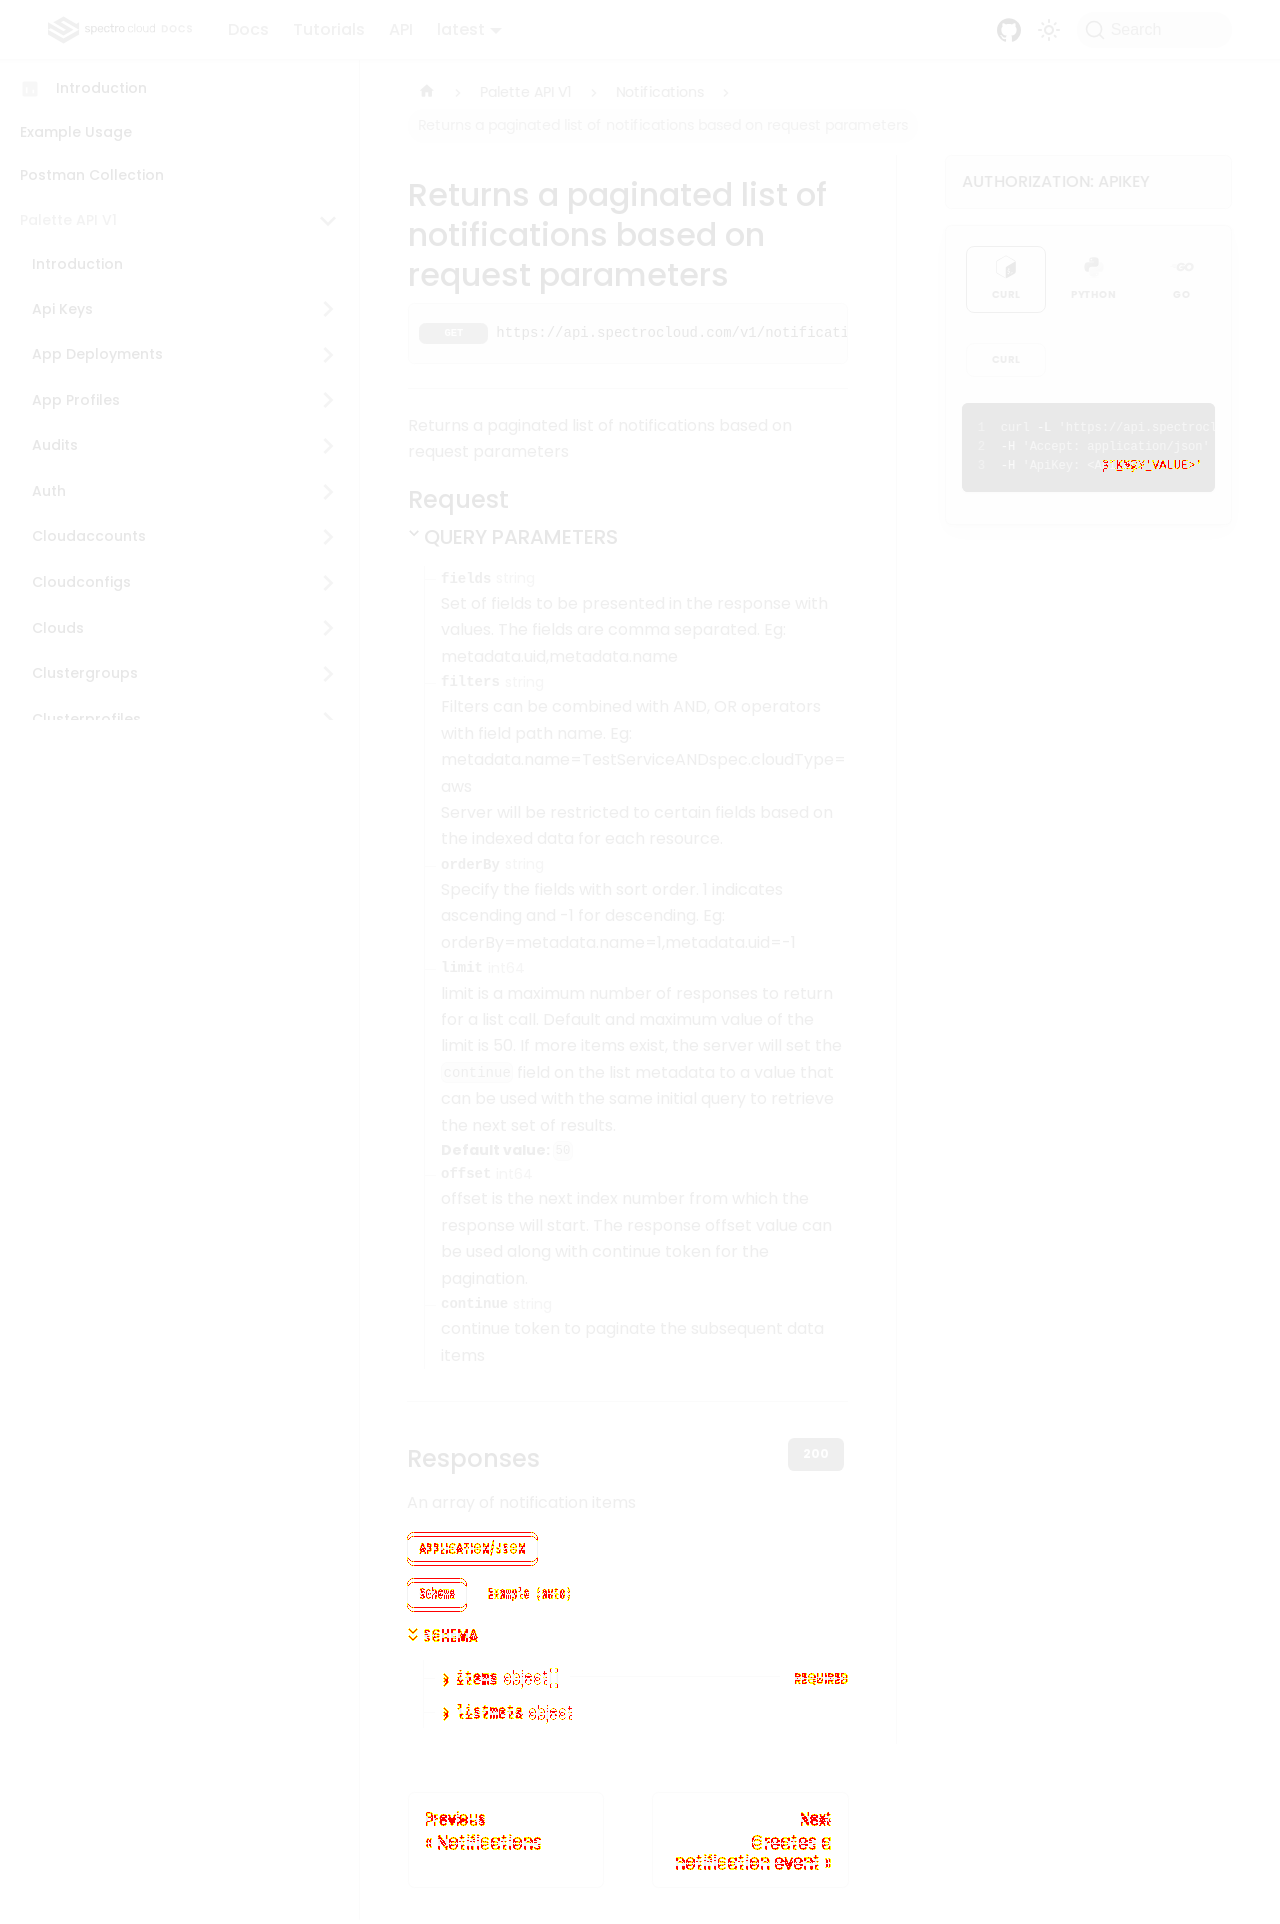 spectro cloud DOCS
Docs Tutorials API latest
Search
Introduction
Example Usage
Postman Collection
Palette API V1
Introduction
Api Keys
App Deployments
App Profiles
Audits
Auth
Cloudaccounts
Cloudconfigs
Clouds
Clustergroups
Clusterprofiles
Palette API V1 Notifications
Returns a paginated list of notifications based on request parameters
Returns a paginated list of
notifications based on
request parameters
GET https://api.spectrocloud.com/v1/notificati
Returns a paginated list of notifications based on
request parameters
Request
QUERY PARAMETERS
fields string
Set of fields to be presented in the response with
values. The fields are comma separated. Eg:
metadata.uid,metadata.name
filters string
Filters can be combined with AND, OR operators
with field path name. Eg:
metadata.name=TestServiceANDspec.cloudType=
aws
Server will be restricted to certain fields based on
the indexed data for each resource.
orderBy string
Specify the fields with sort order. 1 indicates
ascending and -1 for descending. Eg:
orderBy=metadata.name=1,metadata.uid=-1
limit int64
limit is a maximum number of responses to return
for a list call. Default and maximum value of the
limit is 50. If more items exist, the server will set the
continue field on the list metadata to a value that
can be used with the same initial query to retrieve
the next set of results.
Default value: 50
offset int64
offset is the next index number from which the
response will start. The response offset value can
be used along with continue token for the
pagination.
continue string
continue token to paginate the subsequent data
items
Responses
200
An array of notification items
APPLICATION/JSON
Schema Example (auto)
SCHEMA
items object[] REQUIRED
listmeta object
Previous
« Notifications
Next
Creates a
notification event »
AUTHORIZATION: APIKEY
CURL PYTHON GO
CURL
1 curl -L 'https://api.spectrocl
2 -H 'Accept: application/json'
3 -H 'ApiKey: